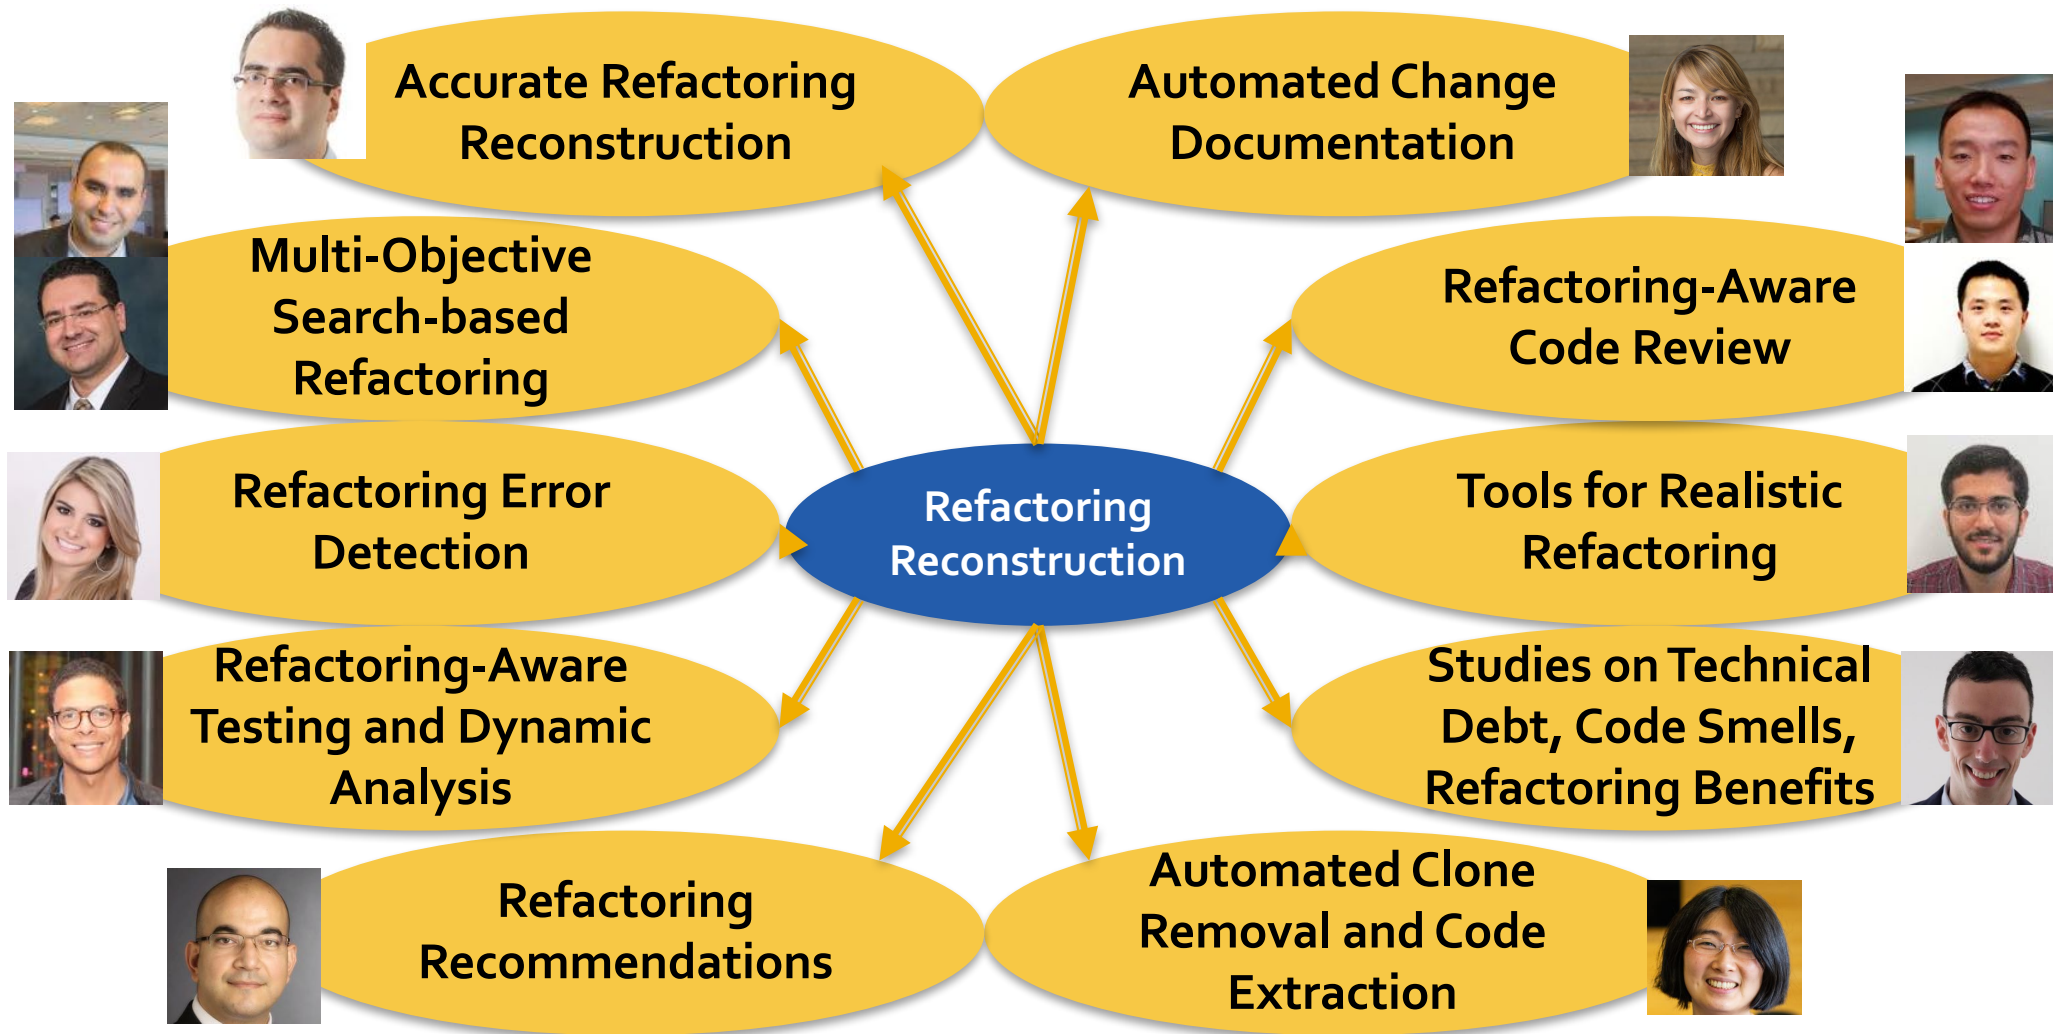 Accurate Refactoring
Reconstruction
Automated Change
Documentation
Multi-Objective
Search-based
Refactoring
Refactoring-Aware
Code Review
Refactoring Error
Detection
Refactoring
Reconstruction
Tools for Realistic
Refactoring
Refactoring-Aware
Testing and Dynamic
Analysis
Studies on Technical
Debt, Code Smells,
Refactoring Benefits
Refactoring
Recommendations
Automated Clone
Removal and Code
Extraction